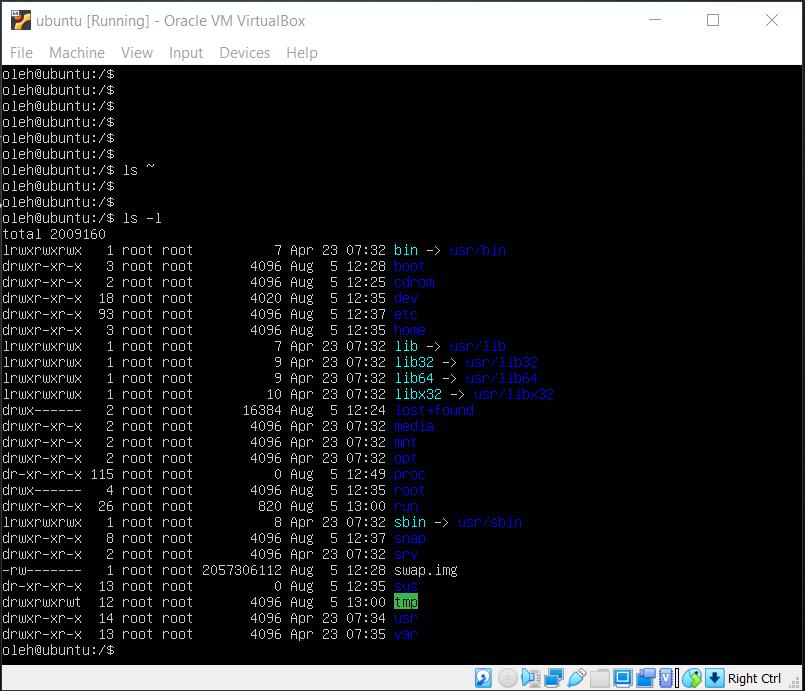 ubuntu [Running] - Oracle VM VirtualBox
File Machine View Input Devices Help
oleh@ubuntu:/$
oleh@ubuntu:/$
oleh@ubuntu:/$
oleh@ubuntu:/$
oleh@ubuntu:/$
oleh@ubuntu:/$
oleh@ubuntu:/$ ls ~
oleh@ubuntu:/$
oleh@ubuntu:/$
oleh@ubuntu:/$ ls -l
total 2009160
lrwxrwxrwx   1 root root          7 Apr 23 07:32 bin -> usr/bin
drwxr-xr-x   3 root root       4096 Aug  5 12:28 boot
drwxr-xr-x   2 root root       4096 Aug  5 12:25 cdrom
drwxr-xr-x  18 root root       4020 Aug  5 12:35 dev
drwxr-xr-x  93 root root       4096 Aug  5 12:37 etc
drwxr-xr-x   3 root root       4096 Aug  5 12:35 home
lrwxrwxrwx   1 root root          7 Apr 23 07:32 lib -> usr/lib
lrwxrwxrwx   1 root root          9 Apr 23 07:32 lib32 -> usr/lib32
lrwxrwxrwx   1 root root          9 Apr 23 07:32 lib64 -> usr/lib64
lrwxrwxrwx   1 root root         10 Apr 23 07:32 libx32 -> usr/libx32
drwx------   2 root root      16384 Aug  5 12:24 lost+found
drwxr-xr-x   2 root root       4096 Apr 23 07:32 media
drwxr-xr-x   2 root root       4096 Apr 23 07:32 mnt
drwxr-xr-x   2 root root       4096 Apr 23 07:32 opt
dr-xr-xr-x 115 root root          0 Aug  5 12:49 proc
drwx------   4 root root       4096 Aug  5 12:35 root
drwxr-xr-x  26 root root        820 Aug  5 13:00 run
lrwxrwxrwx   1 root root          8 Apr 23 07:32 sbin -> usr/sbin
drwxr-xr-x   8 root root       4096 Aug  5 12:37 snap
drwxr-xr-x   2 root root       4096 Apr 23 07:32 srv
-rw-------   1 root root 2057306112 Aug  5 12:28 swap.img
dr-xr-xr-x  13 root root          0 Aug  5 12:35 sys
drwxrwxrwt  12 root root       4096 Aug  5 13:00 tmp
drwxr-xr-x  14 root root       4096 Apr 23 07:34 usr
drwxr-xr-x  13 root root       4096 Apr 23 07:35 var
oleh@ubuntu:/$
Right Ctrl